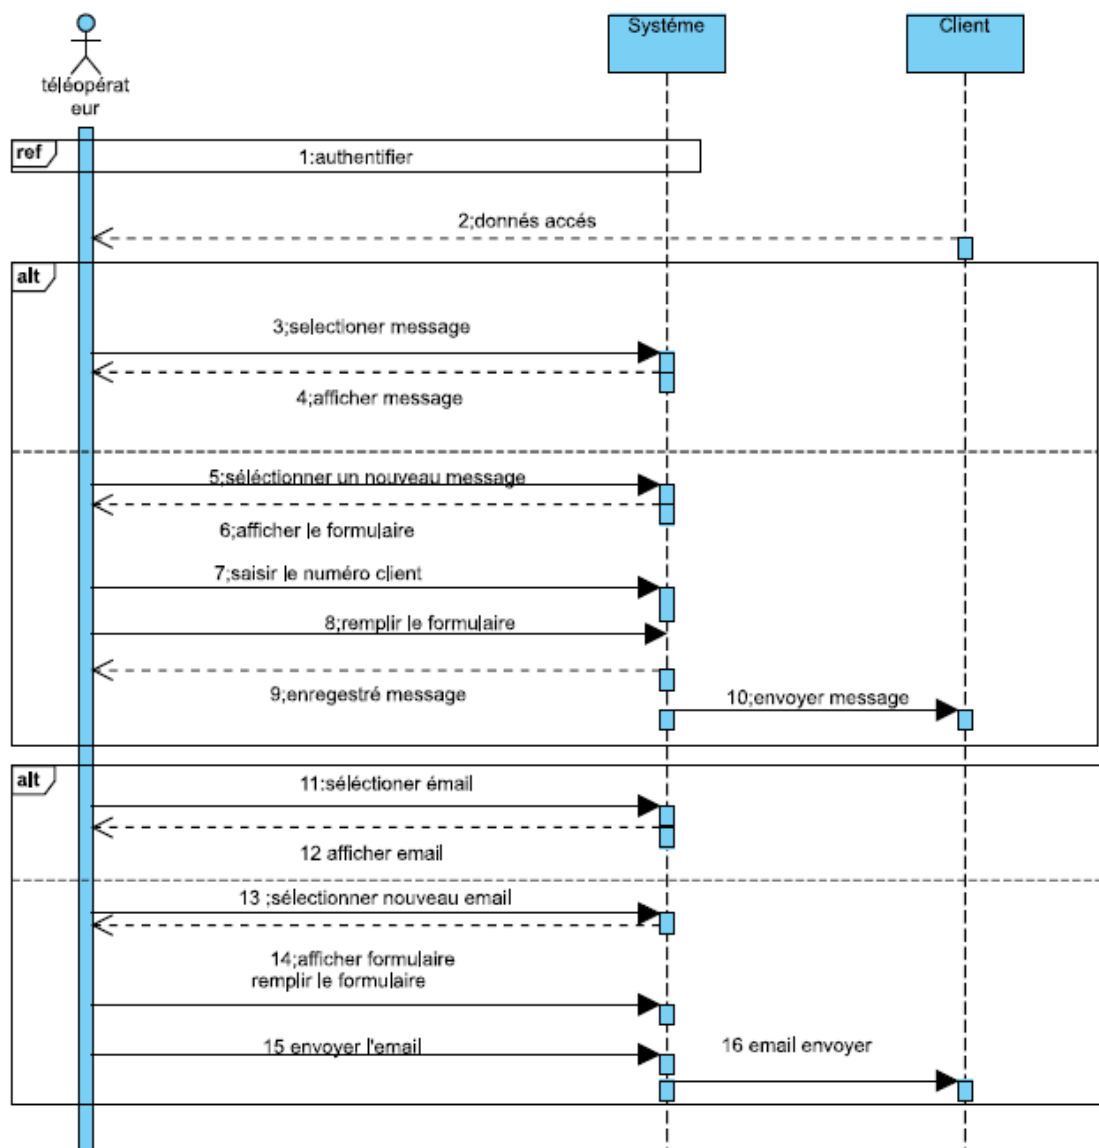 Systéme
Client
téléopérat
eur
ref
1:authentifier
2;donnés accés
alt
3;selectioner message
4;afficher message
5;séléctionner un nouveau message
6;afficher le formulaire
7;saisir le numéro client
8;remplir le formulaire
9;enregestré message
10;envoyer message
alt
11:séléctioner émail
12 afficher email
13 ;sélectionner nouveau email
14;afficher formulaire
remplir le formulaire
15 envoyer l'email
16 email envoyer